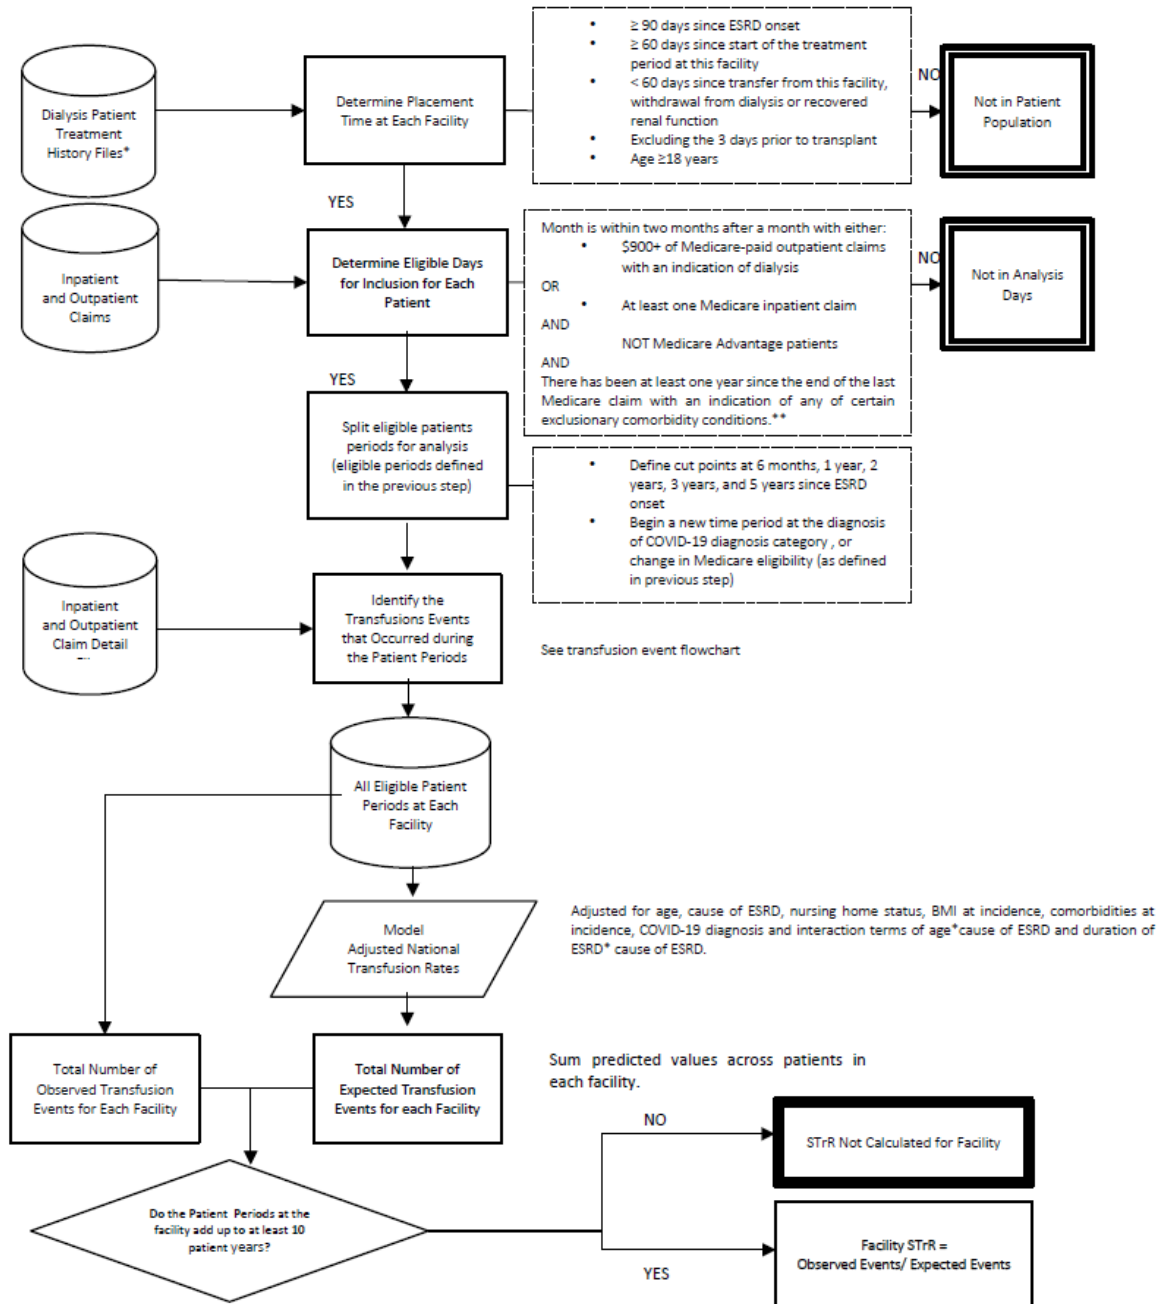 • ≥ 90 days since ESRD onset
• ≥ 60 days since start of the treatment
period at this facility
• < 60 days since transfer from this facility,
withdrawal from dialysis or recovered
renal function
• Excluding the 3 days prior to transplant
• Age ≥18 years
NO
Not in Patient
Population
Dialysis Patient
Treatment
History Files*
Determine Placement
Time at Each Facility
YES
Inpatient
and Outpatient
Claims
Determine Eligible Days
for Inclusion for Each
Patient
Month is within two months after a month with either:
• $900+ of Medicare-paid outpatient claims
with an indication of dialysis
OR
• At least one Medicare inpatient claim
AND
NOT Medicare Advantage patients
AND
There has been at least one year since the end of the last
Medicare claim with an indication of any of certain
exclusionary comorbidity conditions.**
NO
Not in Analysis
Days
YES
Split eligible patients
periods for analysis
(eligible periods defined
in the previous step)
• Define cut points at 6 months, 1 year, 2
years, 3 years, and 5 years since ESRD
onset
• Begin a new time period at the diagnosis
of COVID-19 diagnosis category , or
change in Medicare eligibility (as defined
in previous step)
Inpatient
and Outpatient
Claim Detail
Identify the
Transfusions Events
that Occurred during
the Patient Periods
See transfusion event flowchart
All Eligible Patient
Periods at Each
Facility
Model
Adjusted National
Transfusion Rates
Adjusted for age, cause of ESRD, nursing home status, BMI at incidence, comorbidities at
incidence, COVID-19 diagnosis and interaction terms of age*cause of ESRD and duration of
ESRD* cause of ESRD.
Total Number of
Observed Transfusion
Events for Each Facility
Total Number of
Expected Transfusion
Events for each Facility
Sum predicted values across patients in
each facility.
NO
STrR Not Calculated for Facility
Do the Patient Periods at the
facility add up to at least 10
patient years?
YES
Facility STrR =
Observed Events/ Expected Events